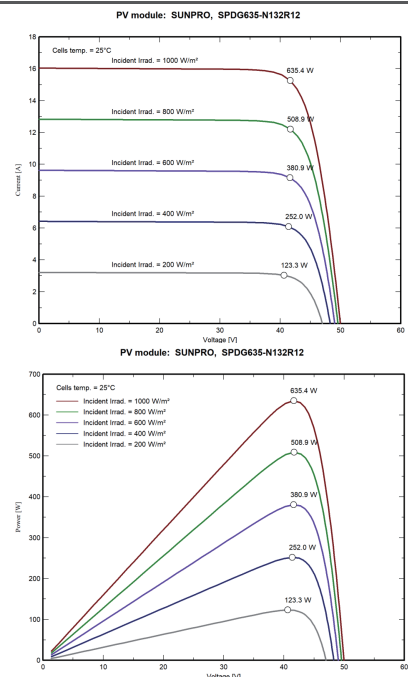 PV module: SUNPRO, SPDG635-N132R12
18
Cells temp. = 25°C
Incident Irrad. = 1000 W/m²
635.4 W
16
14
Incident Irrad. = 800 W/m²
508.9 W
12
Current [A]
10
Incident Irrad. = 600 W/m²
380.9 W
8
Incident Irrad. = 400 W/m²
252.0 W
6
4
Incident Irrad. = 200 W/m²
123.3 W
2
0
0 10 20 30 40 50 60
Voltage [V]
PV module: SUNPRO, SPDG635-N132R12
700
Cells temp. = 25°C
Incident Irrad. = 1000 W/m²
Incident Irrad. = 800 W/m²
Incident Irrad. = 600 W/m²
Incident Irrad. = 400 W/m²
Incident Irrad. = 200 W/m²
635.4 W
600
508.9 W
500
400
380.9 W
Power [W]
300
252.0 W
200
123.3 W
100
0
0 10 20 30 40 50 60
Voltage [V]